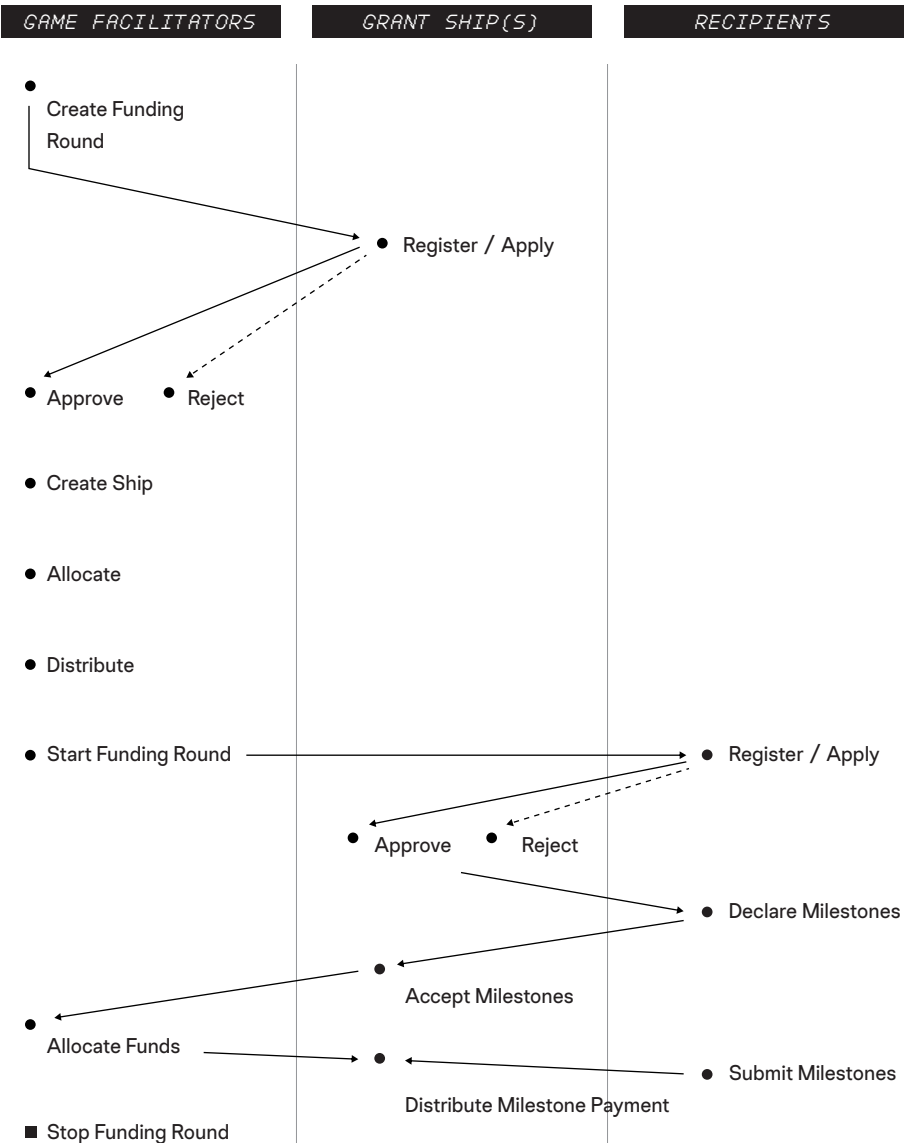 GAME FACILITATORS
GRANT SHIP(S)
RECIPIENTS
Create Funding
Round
Register / Apply
Approve
Reject
Create Ship
Allocate
Distribute
Start Funding Round
Register / Apply
Approve
Reject
Declare Milestones
Accept Milestones
Allocate Funds
Submit Milestones
Distribute Milestone Payment
Stop Funding Round